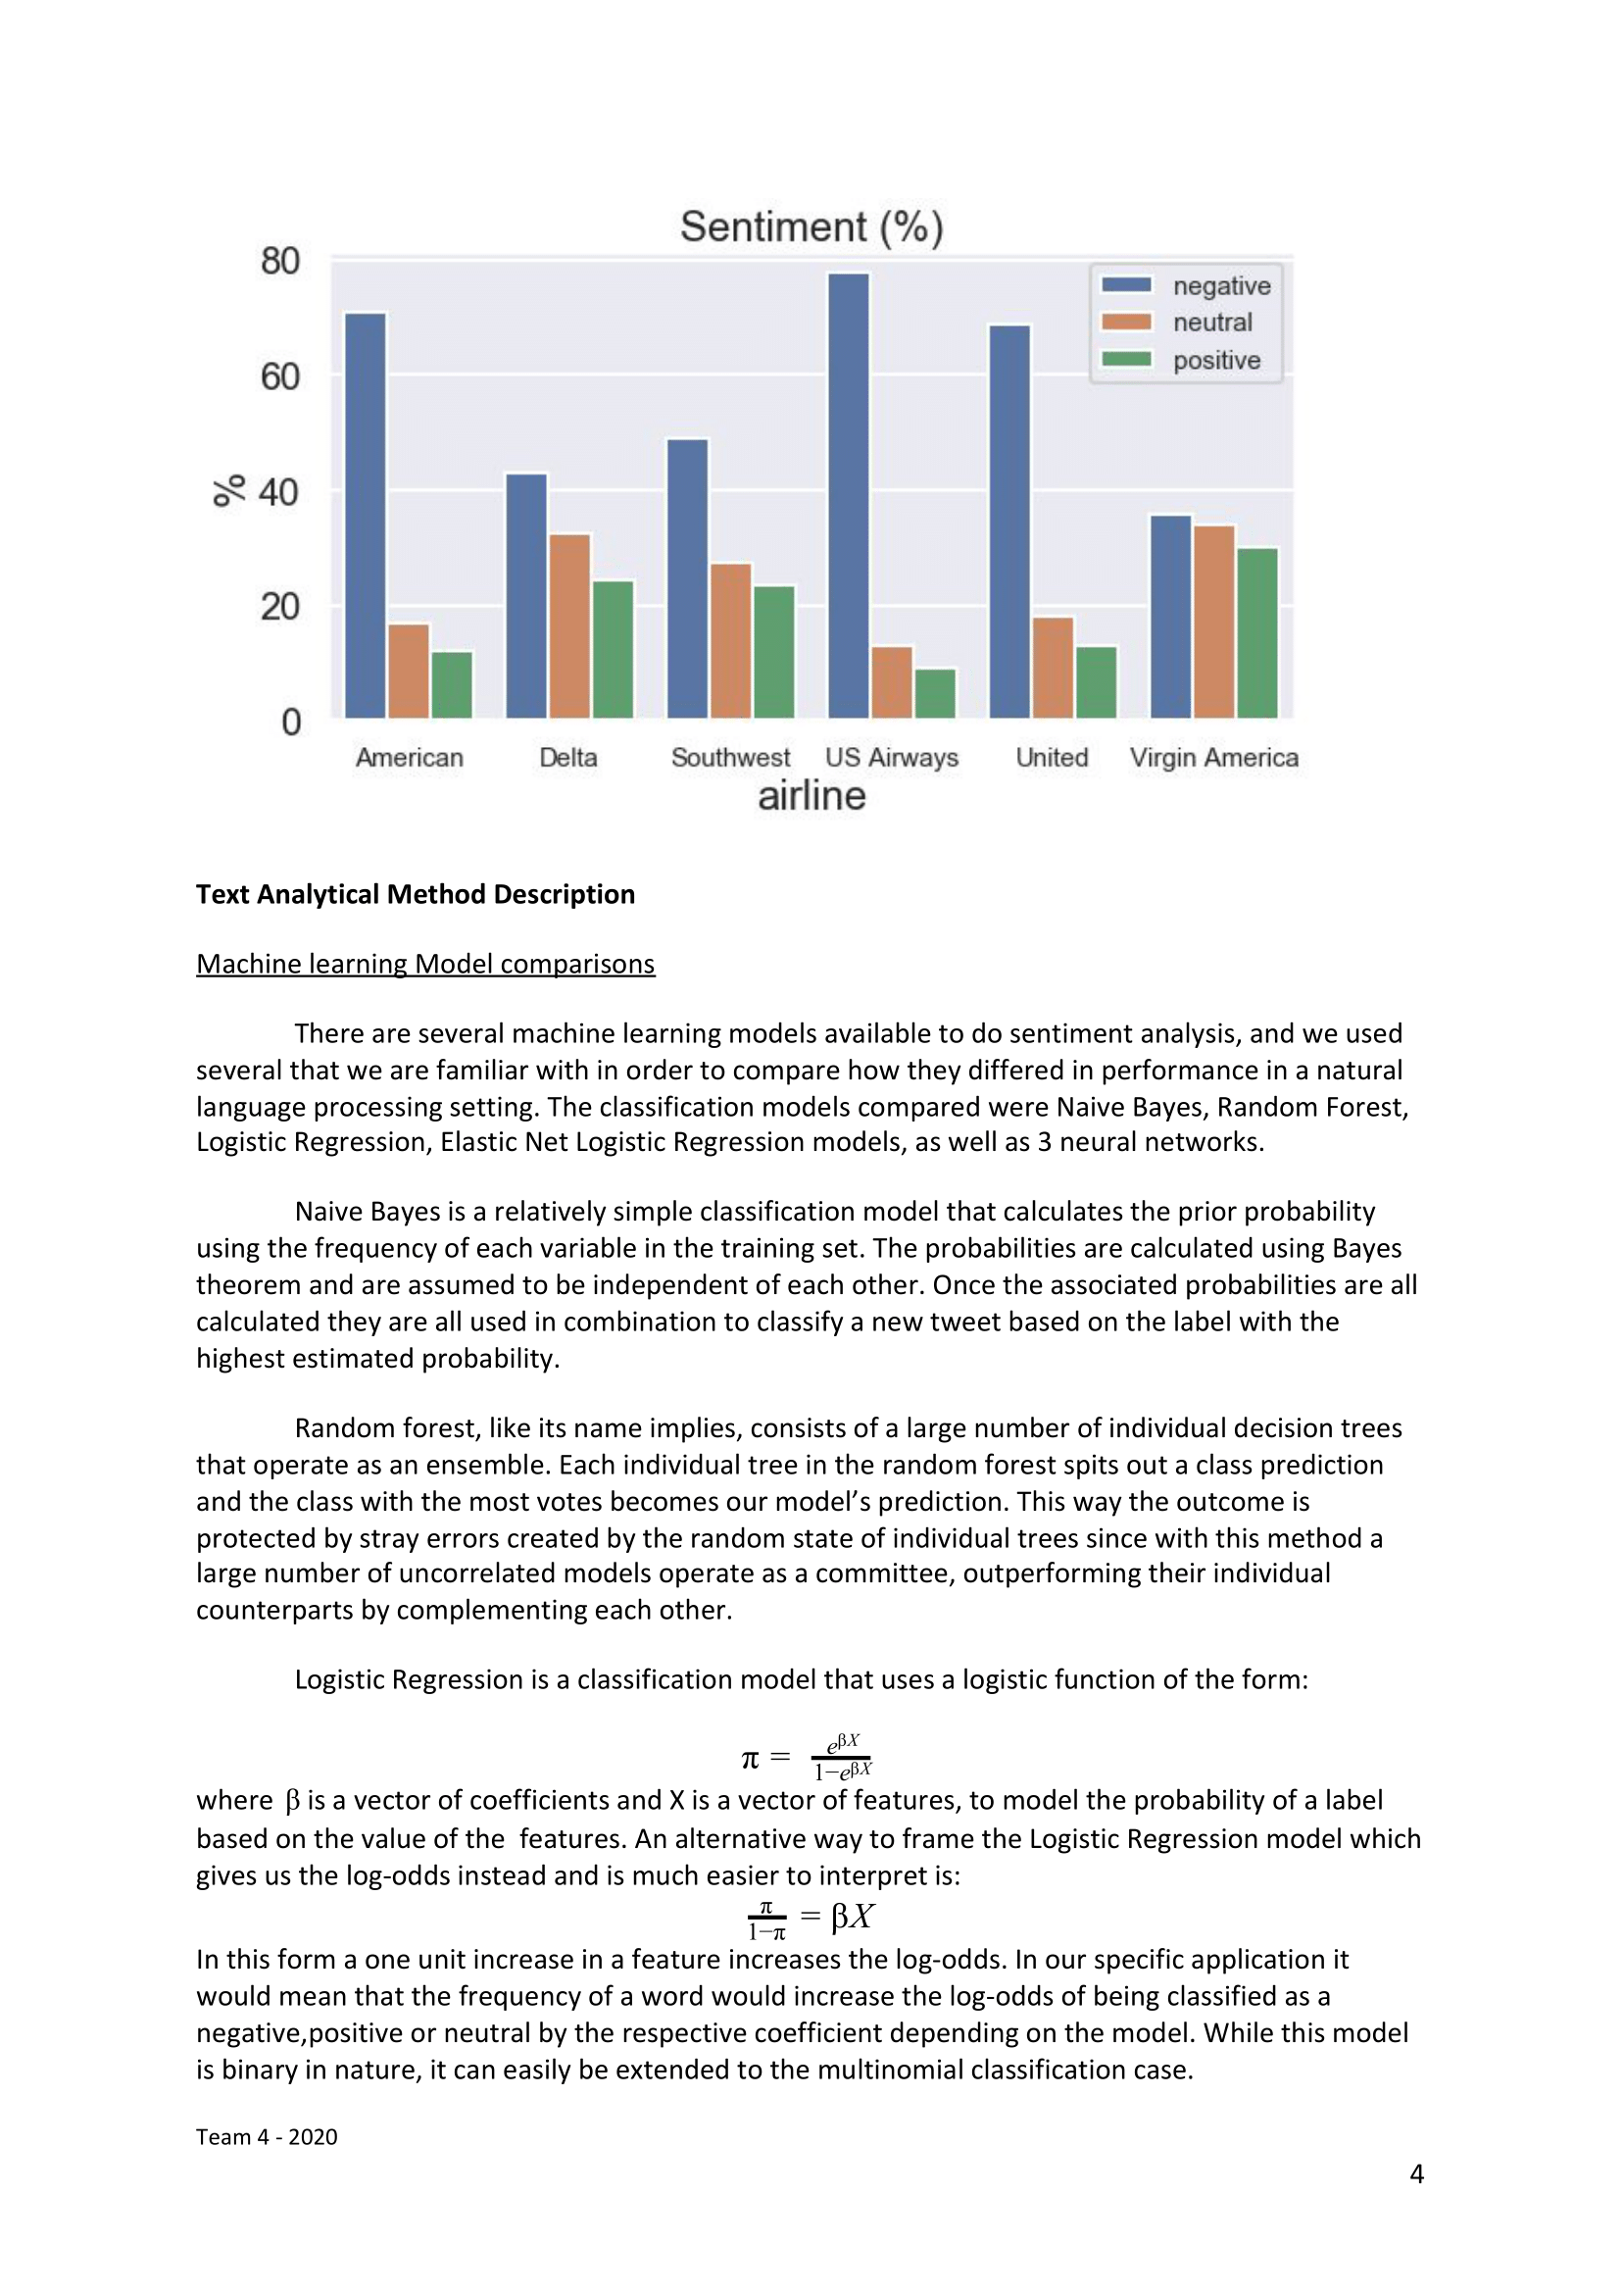 Sentiment (%)
80
60
40
20
0
%
negative
neutral
positive
American Delta Southwest US Airways United Virgin America
airline
Text Analytical Method Description
Machine learning Model comparisons
There are several machine learning models available to do sentiment analysis, and we used
several that we are familiar with in order to compare how they differed in performance in a natural
language processing setting. The classification models compared were Naive Bayes, Random Forest,
Logistic Regression, Elastic Net Logistic Regression models, as well as 3 neural networks.
Naive Bayes is a relatively simple classification model that calculates the prior probability
using the frequency of each variable in the training set. The probabilities are calculated using Bayes
theorem and are assumed to be independent of each other. Once the associated probabilities are all
calculated they are all used in combination to classify a new tweet based on the label with the
highest estimated probability.
Random forest, like its name implies, consists of a large number of individual decision trees
that operate as an ensemble. Each individual tree in the random forest spits out a class prediction
and the class with the most votes becomes our model’s prediction. This way the outcome is
protected by stray errors created by the random state of individual trees since with this method a
large number of uncorrelated models operate as a committee, outperforming their individual
counterparts by complementing each other.
Logistic Regression is a classification model that uses a logistic function of the form:
π = e^βX / 1−e^βX
where β is a vector of coefficients and X is a vector of features, to model the probability of a label
based on the value of the  features. An alternative way to frame the Logistic Regression model which
gives us the log-odds instead and is much easier to interpret is:
π / 1−π = βX
In this form a one unit increase in a feature increases the log-odds. In our specific application it
would mean that the frequency of a word would increase the log-odds of being classified as a
negative,positive or neutral by the respective coefficient depending on the model. While this model
is binary in nature, it can easily be extended to the multinomial classification case.
Team 4 - 2020
4